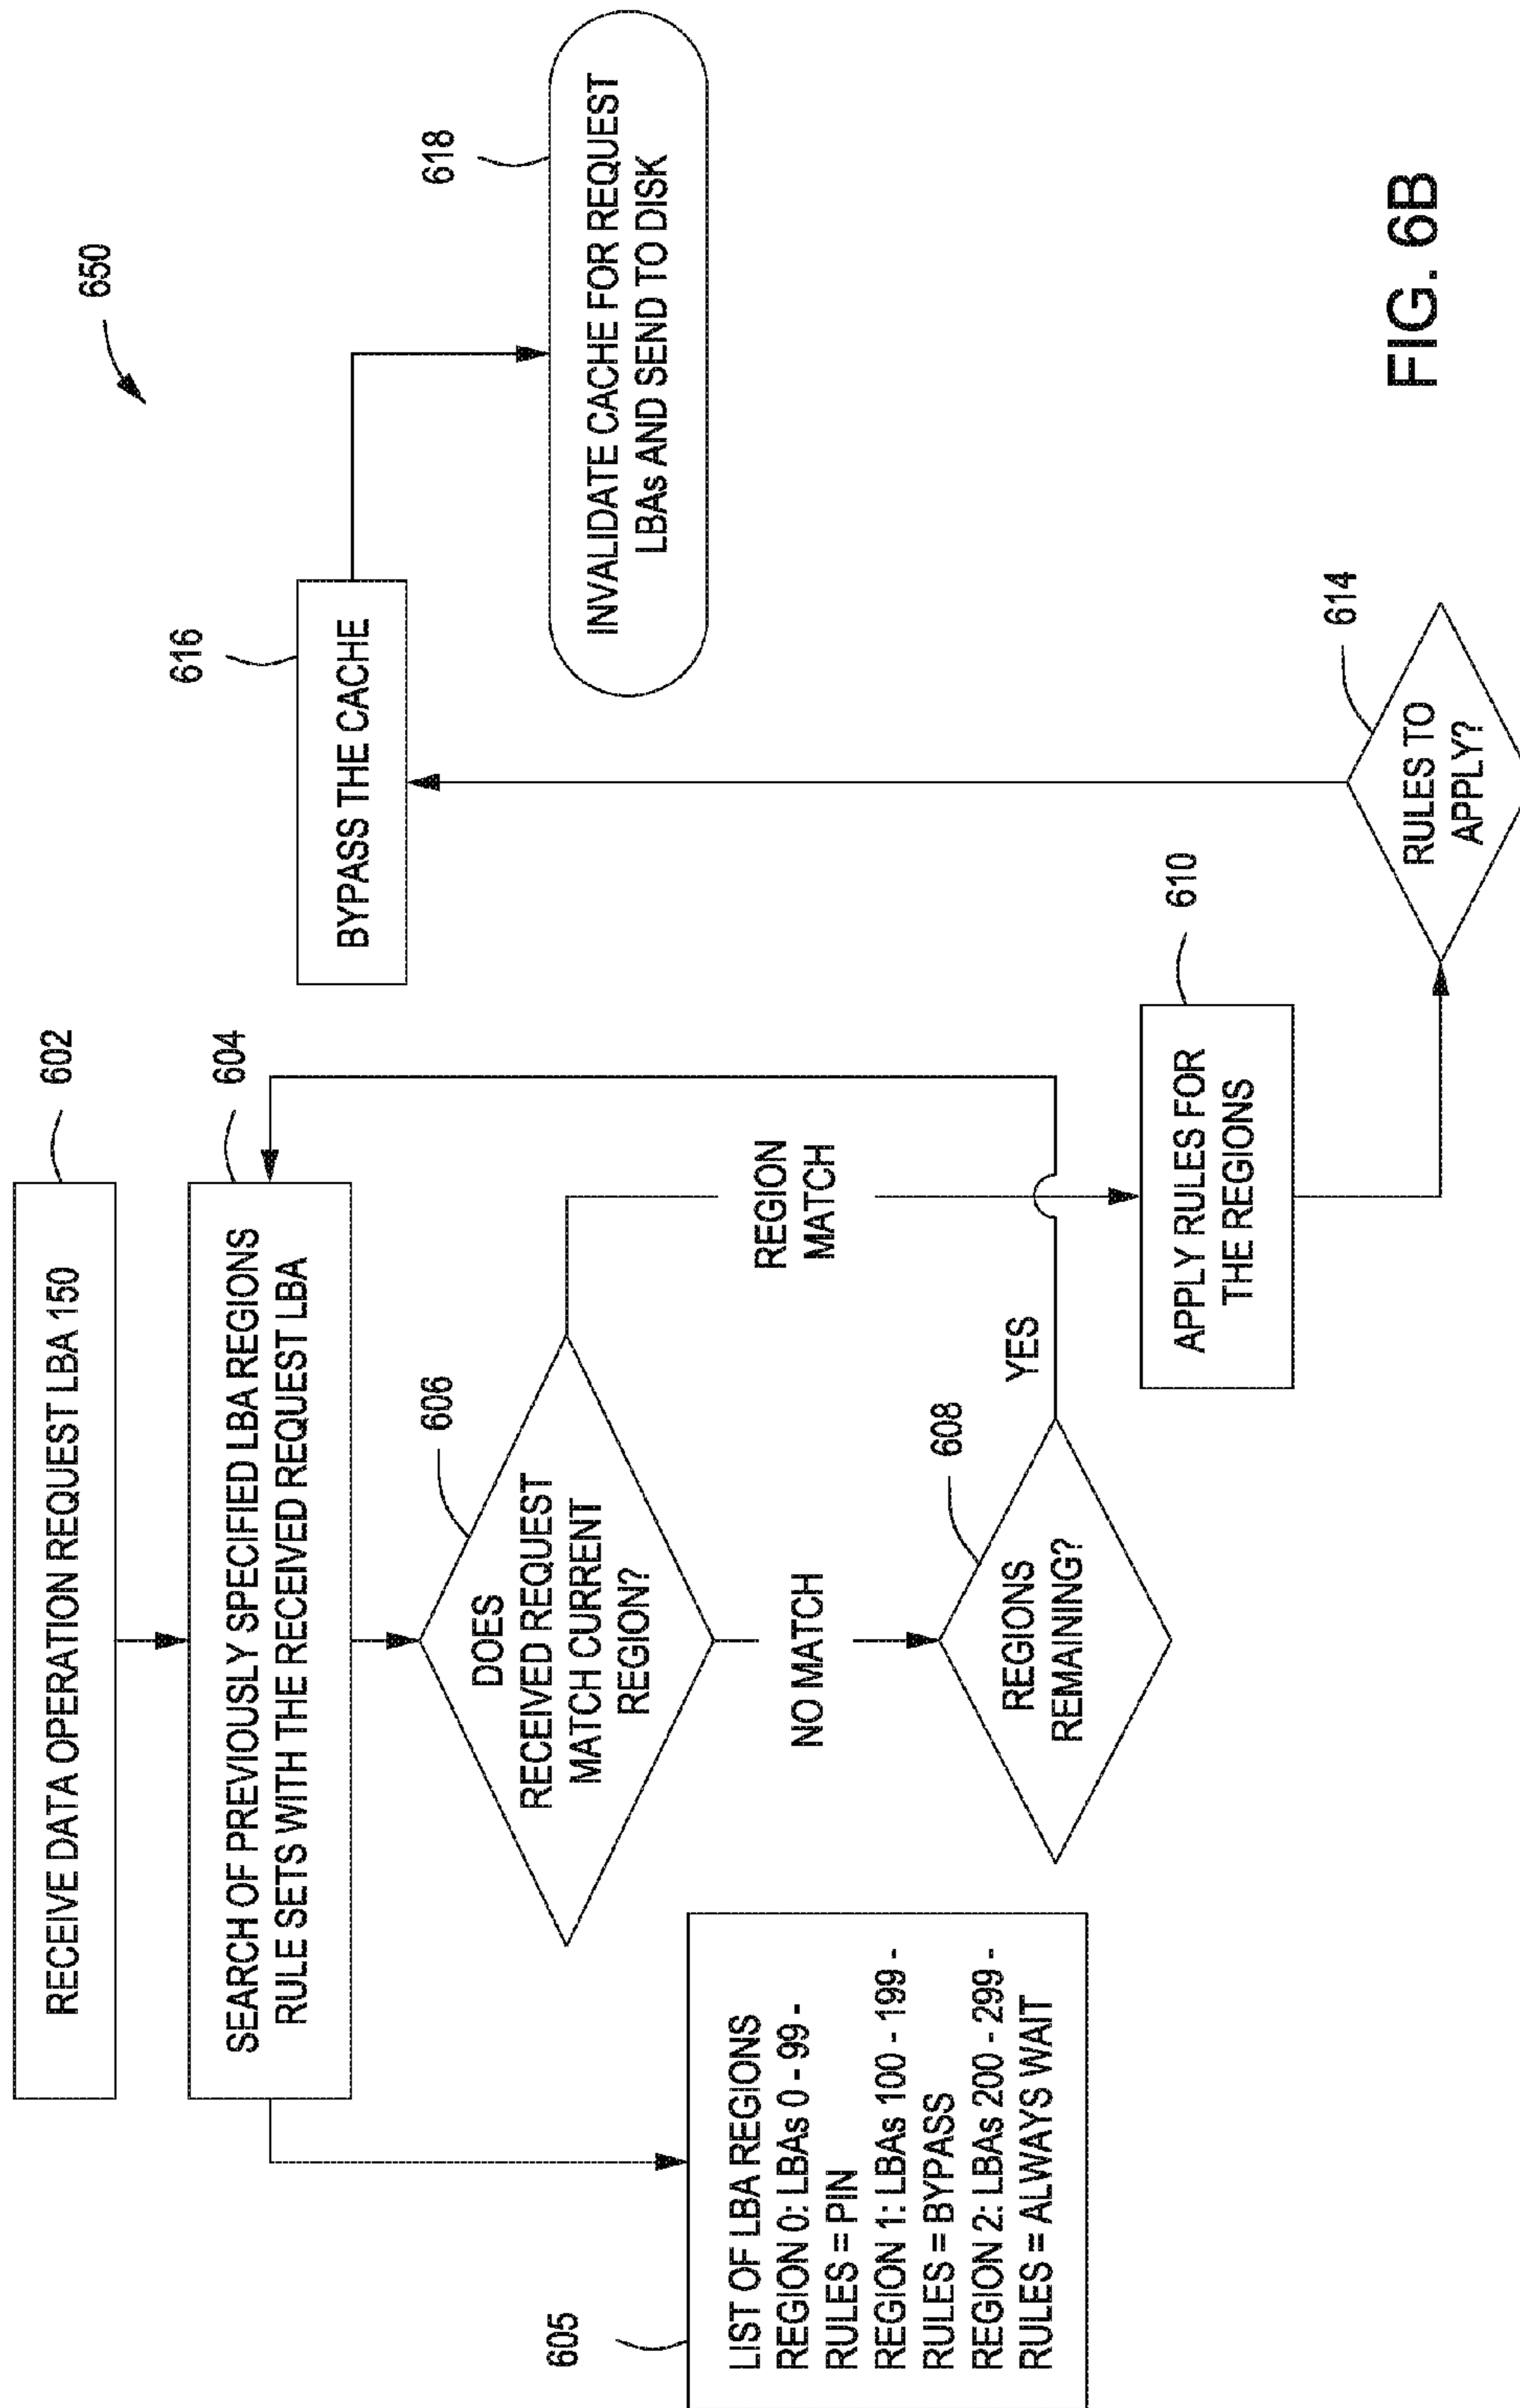 650
RECEIVE DATA OPERATION REQUEST LBA 150
602
SEARCH OF PREVIOUSLY SPECIFIED LBA REGIONS
RULE SETS WITH THE RECEIVED REQUEST LBA
604
605
LIST OF LBA REGIONS
REGION 0: LBAs 0 - 99 -
RULES = PIN
REGION 1: LBAs 100 - 199 -
RULES = BYPASS
REGION 2: LBAs 200 - 299 -
RULES = ALWAYS WAIT
DOES
RECEIVED REQUEST
MATCH CURRENT
REGION?
606
REGION
MATCH
NO MATCH
REGIONS
REMAINING?
608
YES
APPLY RULES FOR
THE REGIONS
610
RULES TO
APPLY?
614
BYPASS THE CACHE
616
INVALIDATE CACHE FOR REQUEST
LBAs AND SEND TO DISK
618
FIG. 6B